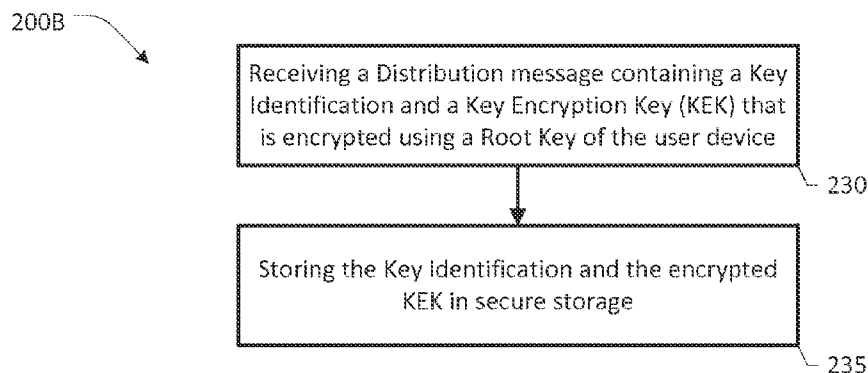 200B
Receiving a Distribution message containing a Key
Identification and a Key Encryption Key (KEK) that
is encrypted using a Root Key of the user device
230
Storing the Key Identification and the encrypted
KEK in secure storage
235